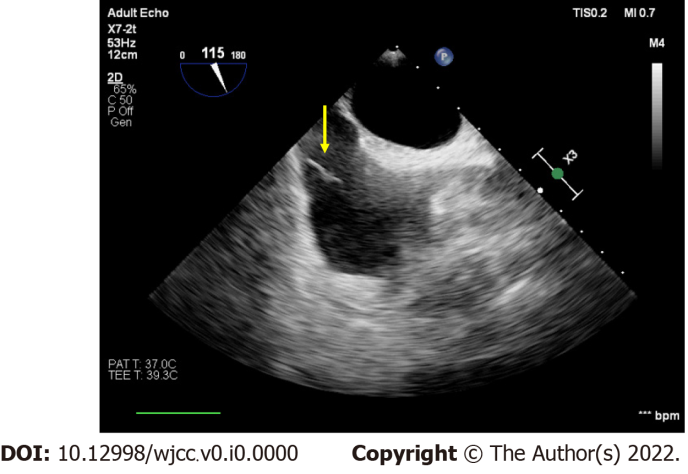 Adult Echo
TIS0.2 MI 0.7
X7-2t
53Hz
12cm
M4
0 115 180
2D
65%
C 50
P Off
Gen
P
X3
PAT T: 37.0C
TEE T: 39.3C
*** bpm
DOI: 10.12998/wjcc.v0.i0.0000 Copyright © The Author(s) 2022.